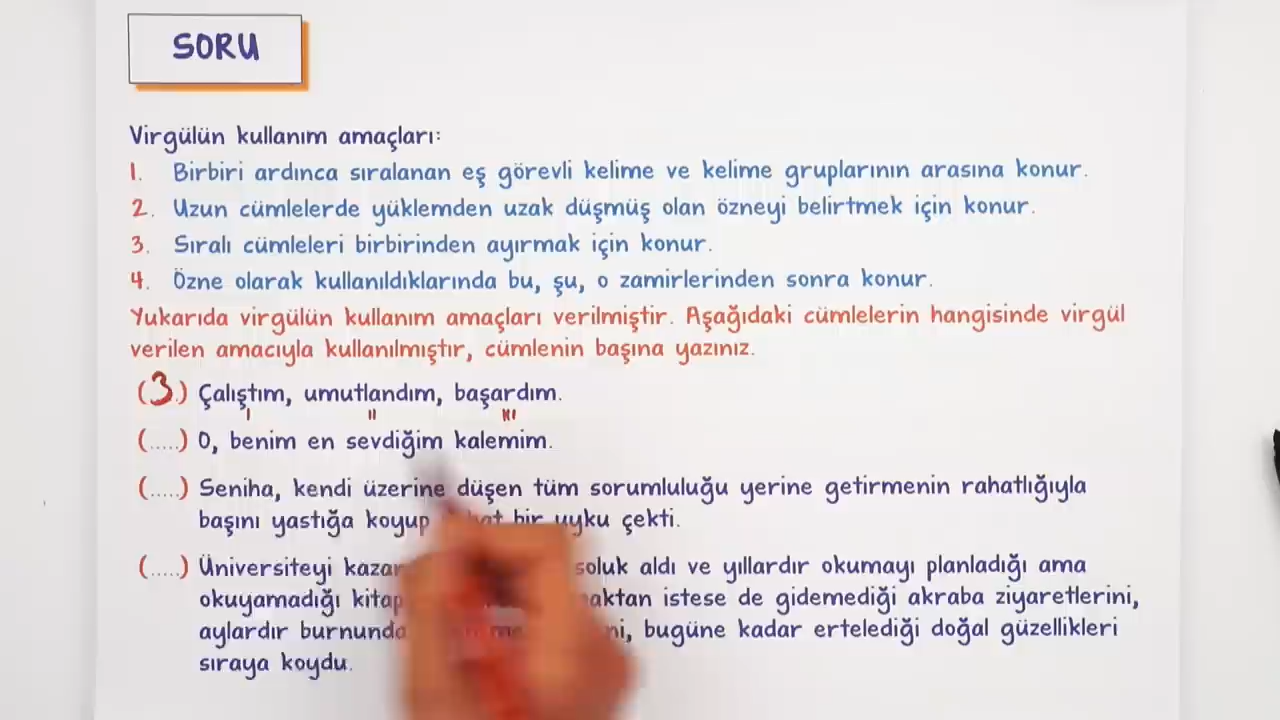 SORU
Virgülün kullanım amaçları:
1. Birbiri ardınca sıralanan eş görevli kelime ve kelime gruplarının arasına konur.
2. Uzun cümlelerde yüklemden uzak düşmüş olan özneyi belirtmek için konur.
3. Sıralı cümleleri birbirinden ayırmak için konur.
4. Özne olarak kullanıldıklarında bu, şu, o zamirlerinden sonra konur.
Yukarıda virgülün kullanım amaçları verilmiştir. Aşağıdaki cümlelerin hangisinde virgül
verilen amacıyla kullanılmıştır, cümlenin başına yazınız.
(3.) Çalıştım, umutlandım, başardım.
I II III
(.....) O, benim en sevdiğim kalemim.
(.....) Seniha, kendi üzerine düşen tüm sorumluluğu yerine getirmenin rahatlığıyla
başını yastığa koyup bir uyku çekti.
(.....) Üniversiteyi soluk aldı ve yıllardır okumayı planladığı ama
okuyamadığı istese de gidemediği akraba ziyaretlerini,
aylardır bugüne kadar ertelediği doğal güzellikleri
sıraya koydu.